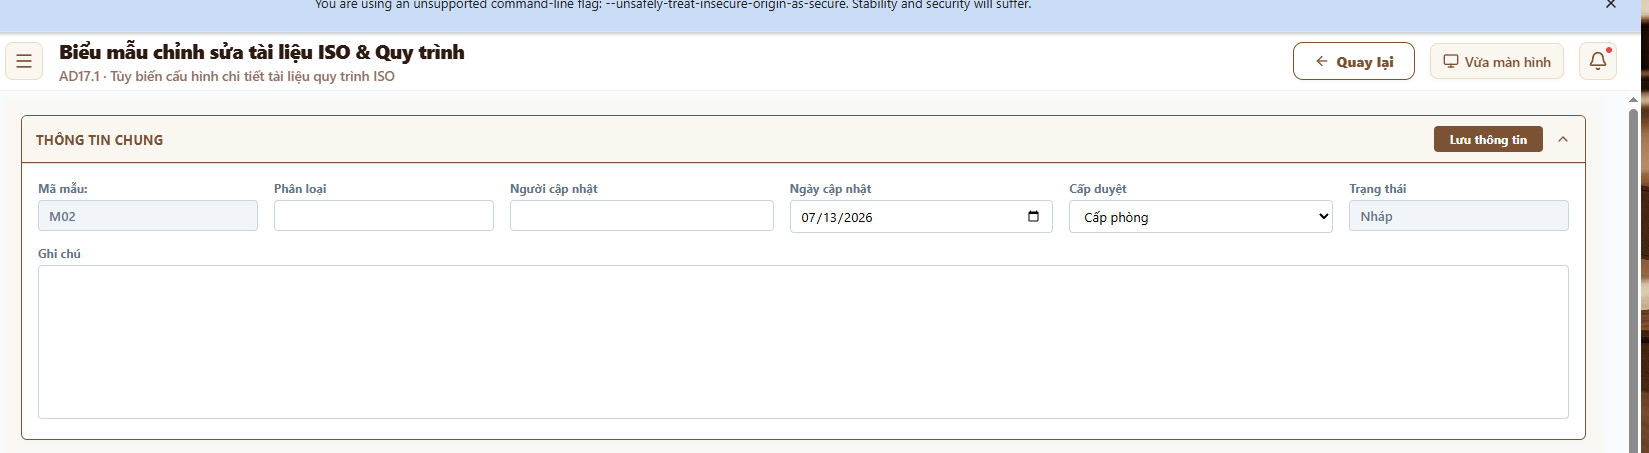 You are using an unsupported command-line flag: --unsafely-treat-insecure-origin-as-secure. Stability and security will suffer.
Biểu mẫu chỉnh sửa tài liệu ISO & Quy trình
AD17.1 · Tùy biến cấu hình chi tiết tài liệu quy trình ISO
Quay lại
Vừa màn hình
THÔNG TIN CHUNG
Lưu thông tin
Mã mẫu:
Phân loại
Người cập nhật
Ngày cập nhật
Cấp duyệt
Trạng thái
M02
07/13/2026
Cấp phòng
Nháp
Ghi chú